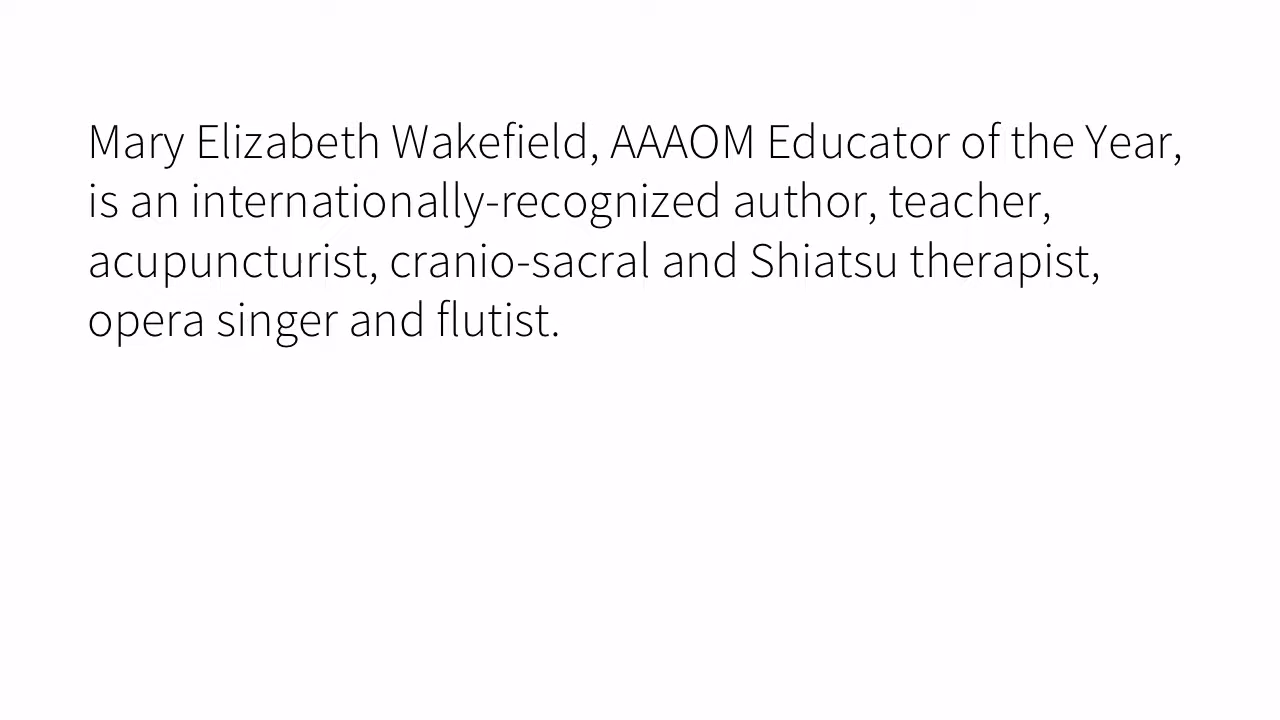 Mary Elizabeth Wakefield, AAAOM Educator of the Year,
is an internationally-recognized author, teacher,
acupuncturist, cranio-sacral and Shiatsu therapist,
opera singer and flutist.